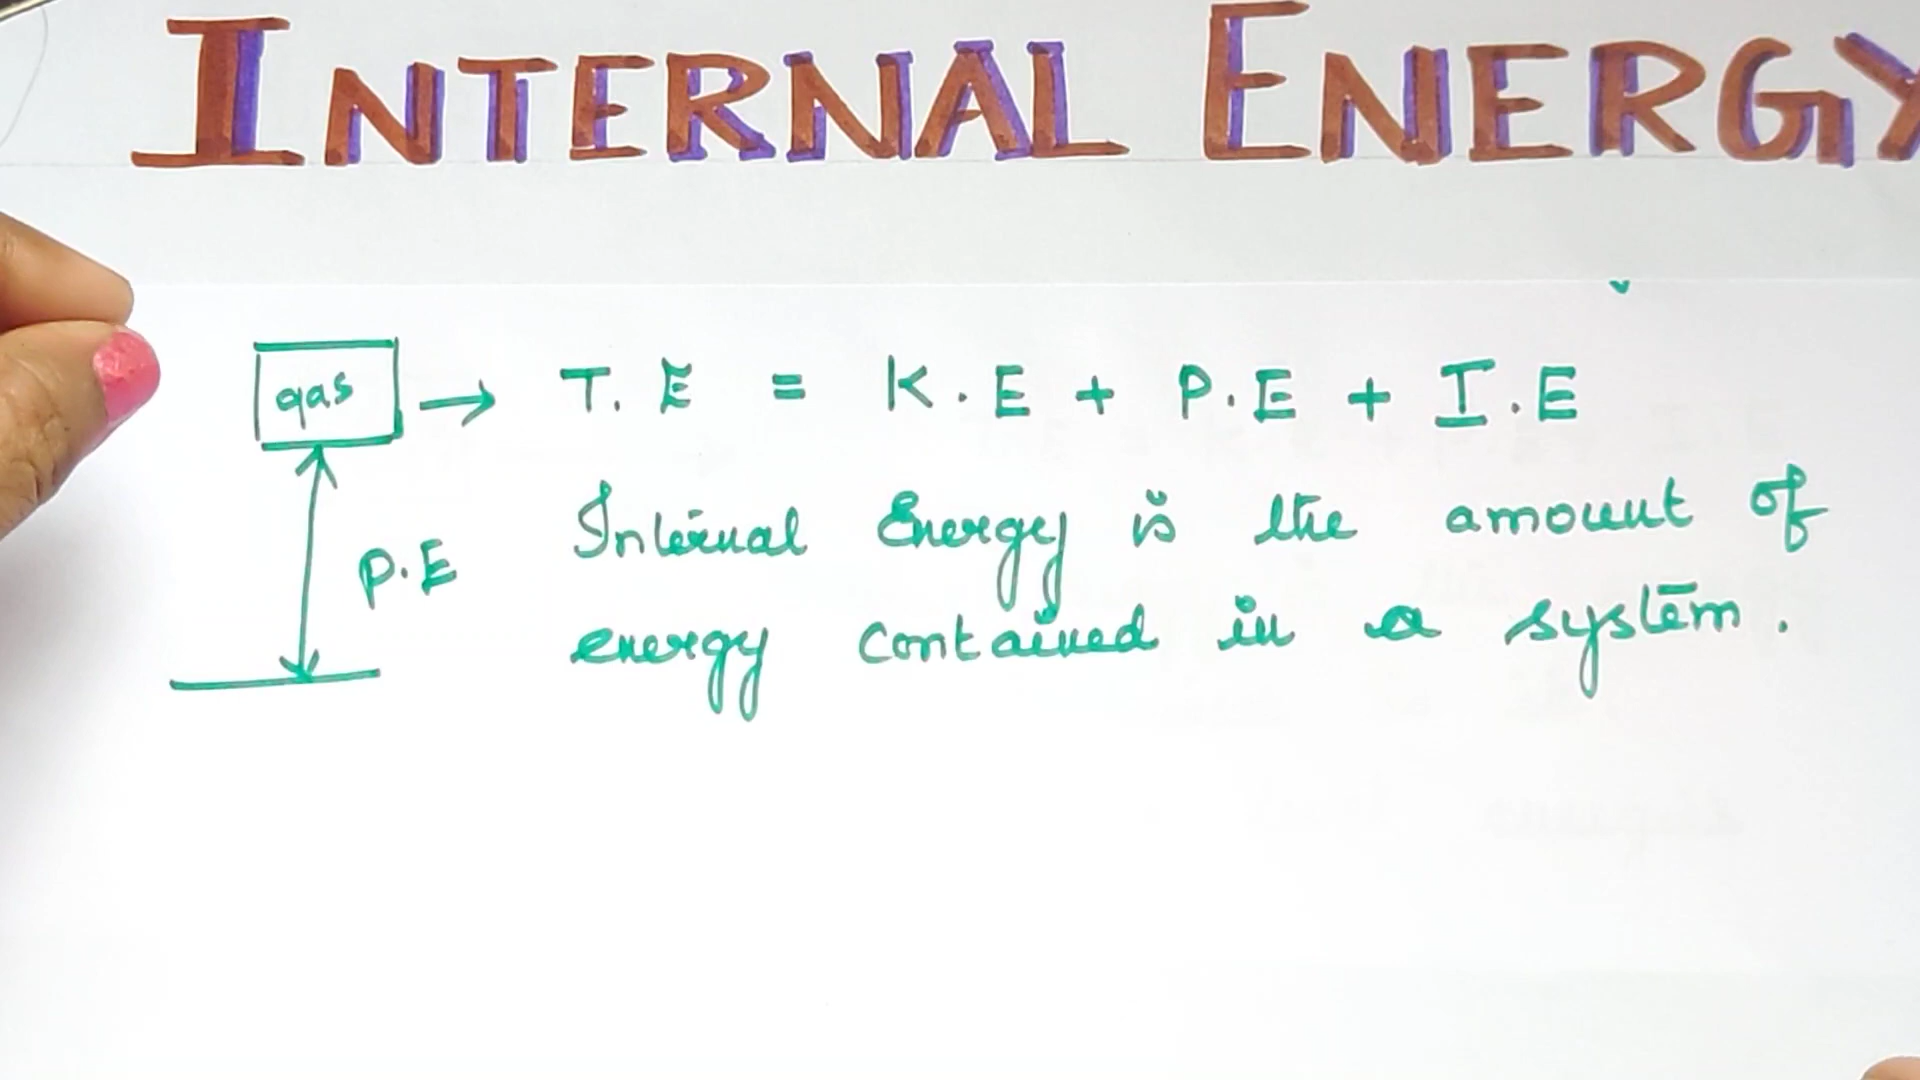 INTERNAL ENERGY
gas → T.E = K.E + P.E + I.E
P.E
Internal Energy is the amount of
energy contained in a system.